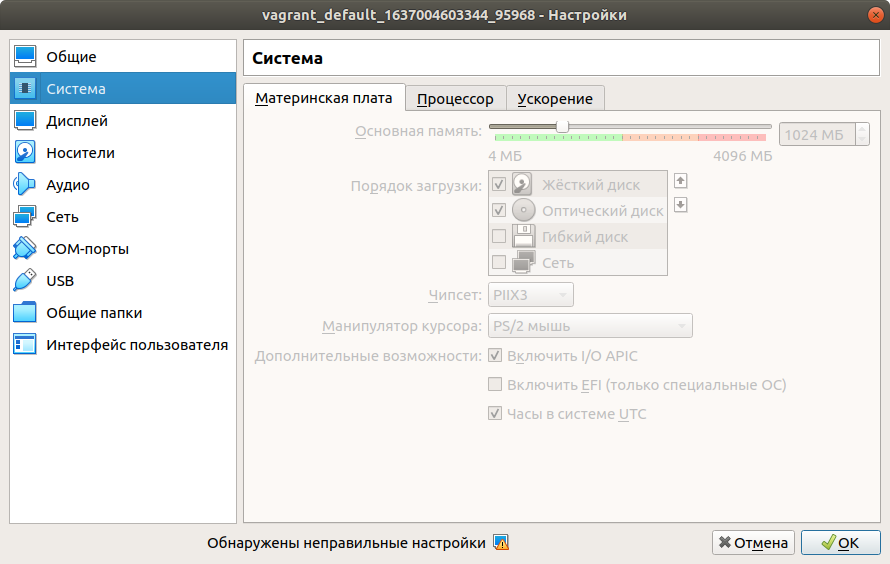 vagrant_default_1637004603344_95968 - Настройки
Общие
Система
Дисплей
Носители
Аудио
Сеть
COM-порты
USB
Общие папки
Интерфейс пользователя
Система
Материнская плата
Процессор
Ускорение
Основная память:
1024 МБ
4 МБ
4096 МБ
Порядок загрузки:
Жёсткий диск
Оптический диск
Гибкий диск
Сеть
Чипсет:
PIIX3
Манипулятор курсора:
PS/2 мышь
Дополнительные возможности:
Включить I/O APIC
Включить EFI (только специальные ОС)
Часы в системе UTC
Обнаружены неправильные настройки
Отмена
OK